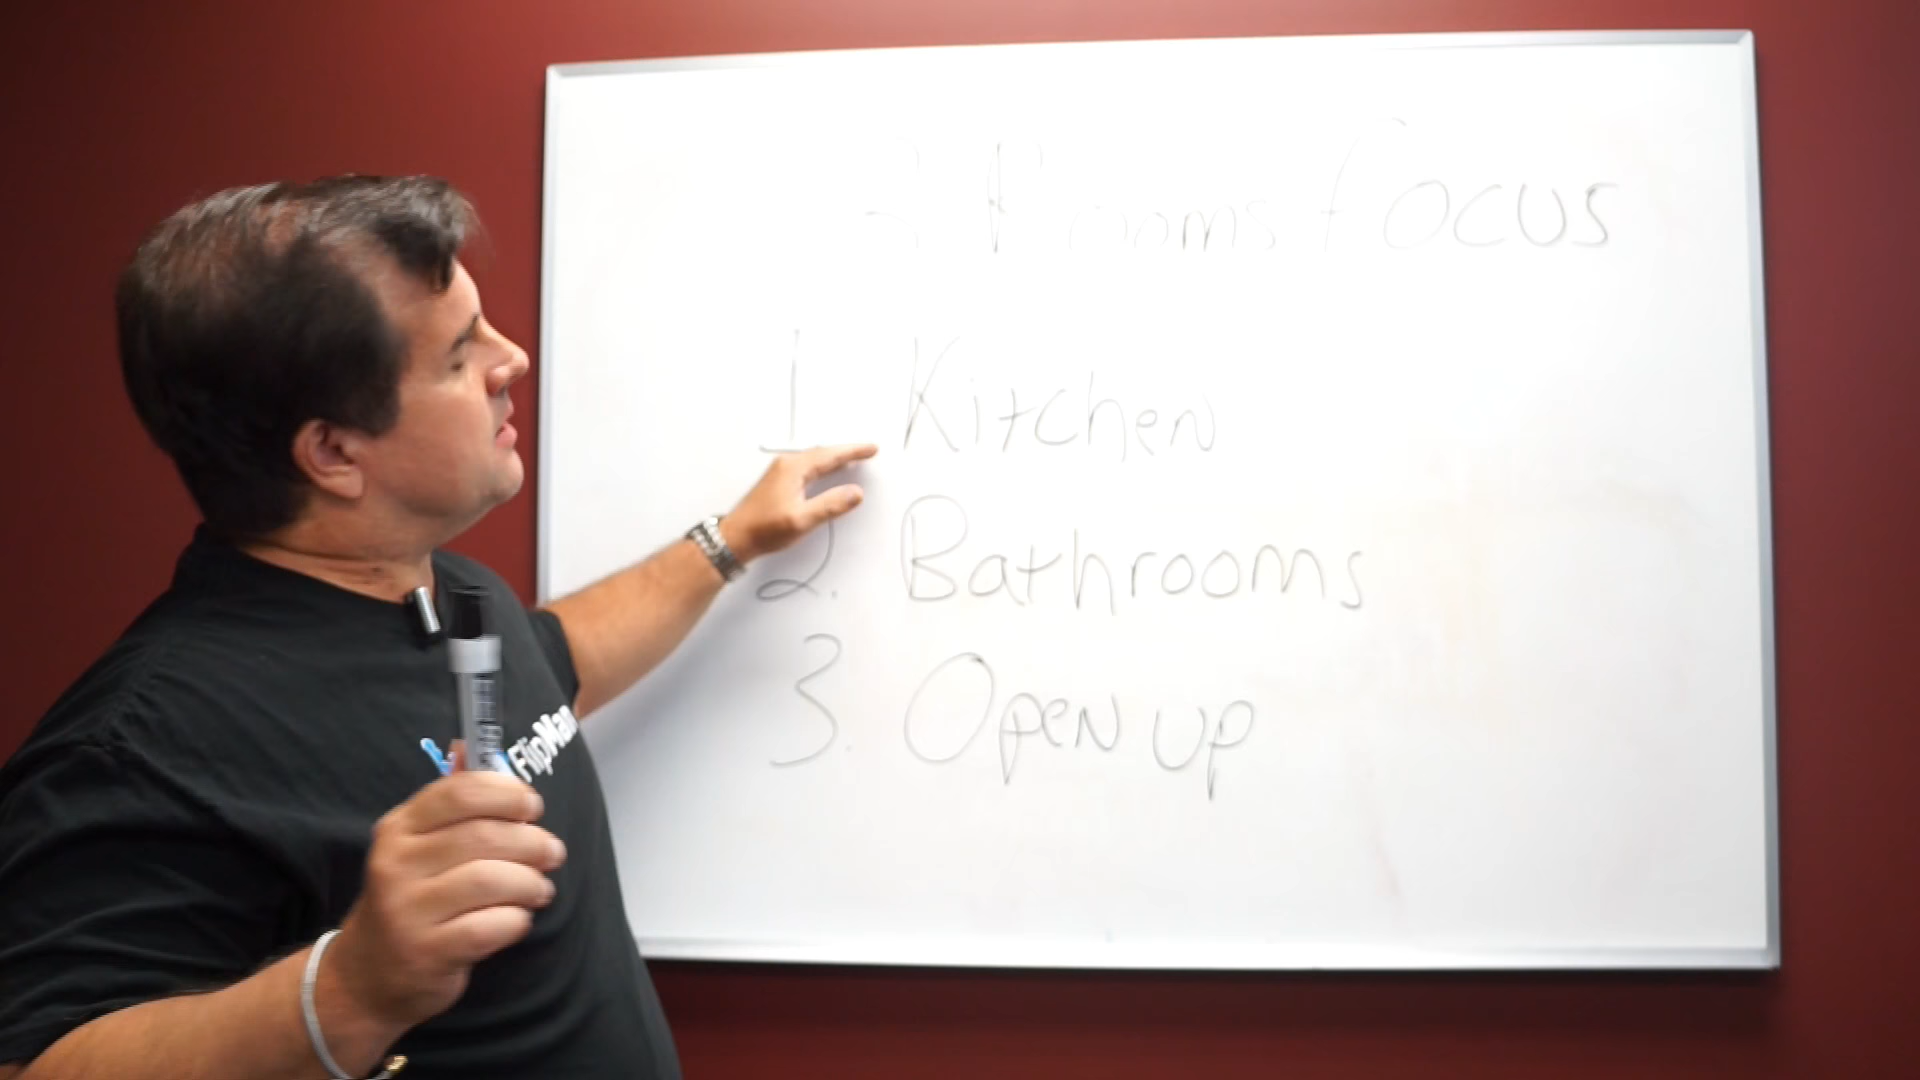 3 Rooms focus
1. Kitchen
2. Bathrooms
3. Open up
FlipMan